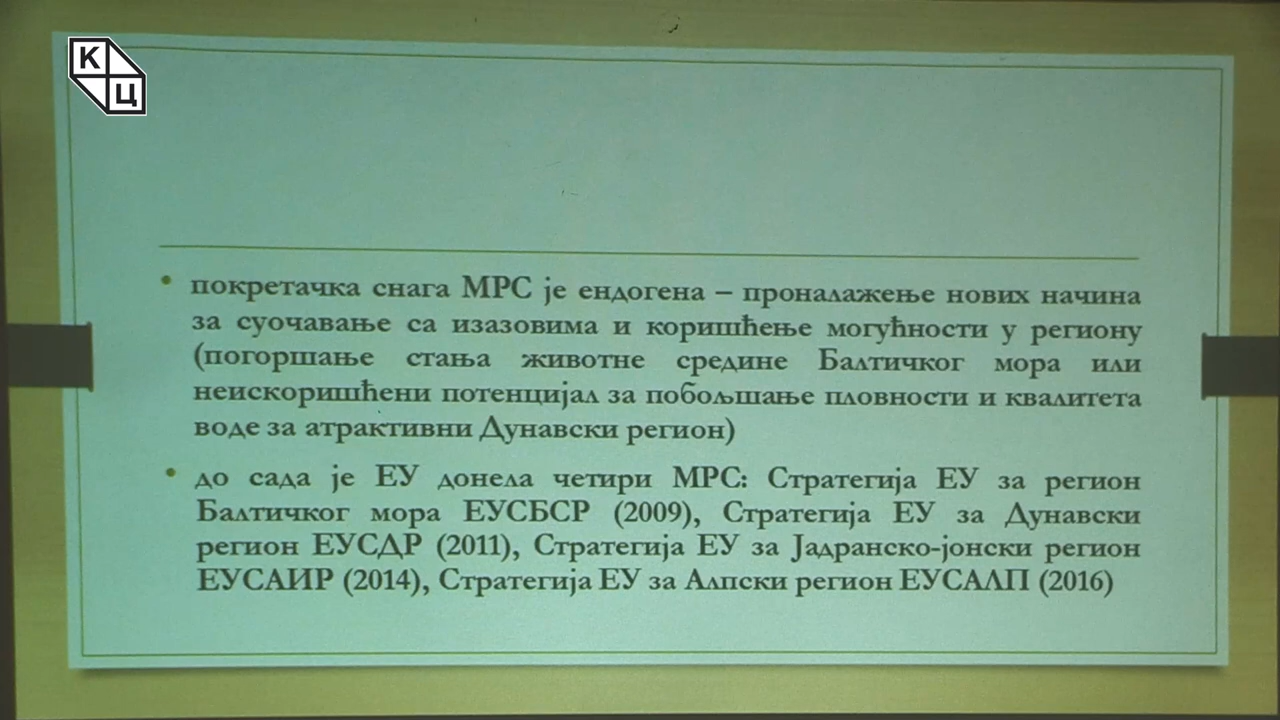 К
Ц
• покретачка снага МРС је ендогена – проналажење нових начина
за суочавање са изазовима и коришћење могућности у региону
(погоршање стања животне средине Балтичког мора или
неискоришћени потенцијал за побољшање пловности и квалитета
воде за атрактивни Дунавски регион)
• до сада је ЕУ донела четири МРС: Стратегија ЕУ за регион
Балтичког мора ЕУСБСР (2009), Стратегија ЕУ за Дунавски
регион ЕУСДР (2011), Стратегија ЕУ за Јадранско-јонски регион
ЕУСАИР (2014), Стратегија ЕУ за Алпски регион ЕУСАЛП (2016)